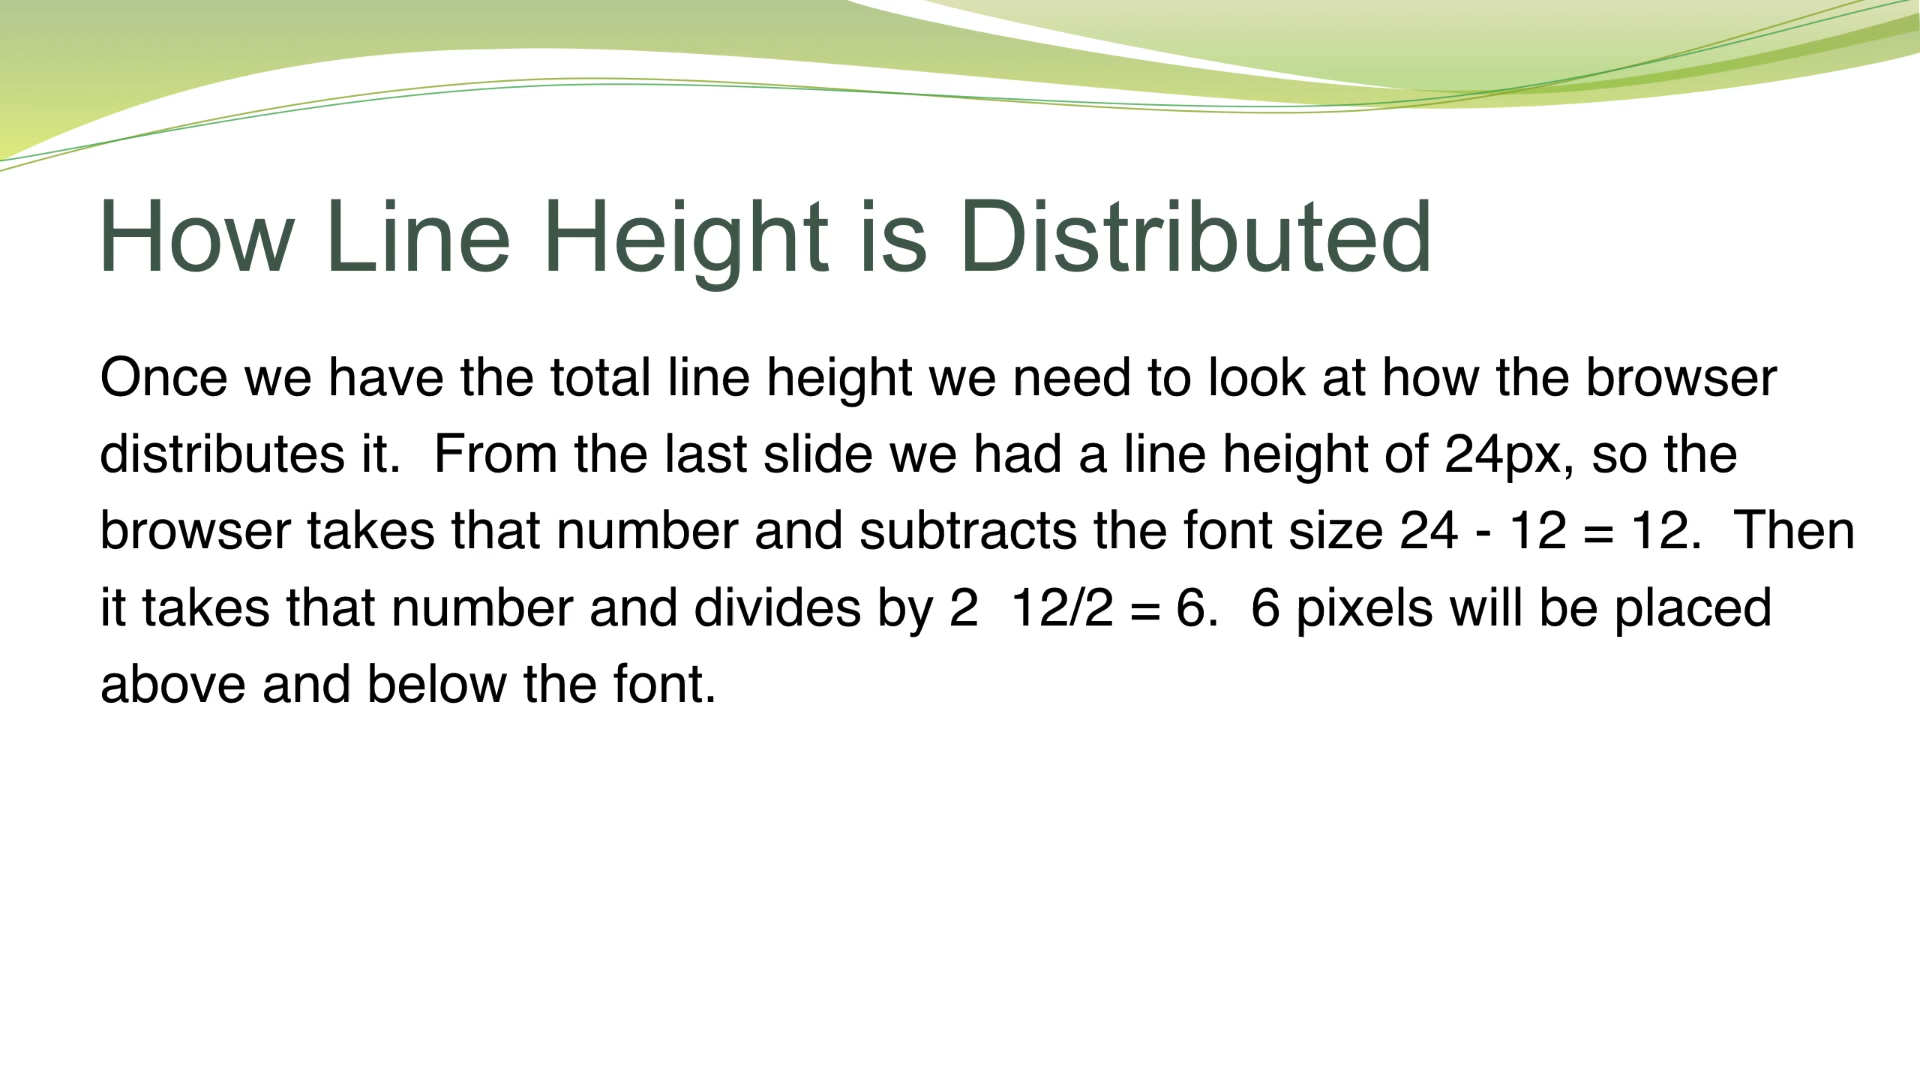 How Line Height is Distributed
Once we have the total line height we need to look at how the browser
distributes it.  From the last slide we had a line height of 24px, so the
browser takes that number and subtracts the font size 24 - 12 = 12.  Then
it takes that number and divides by 2  12/2 = 6.  6 pixels will be placed
above and below the font.